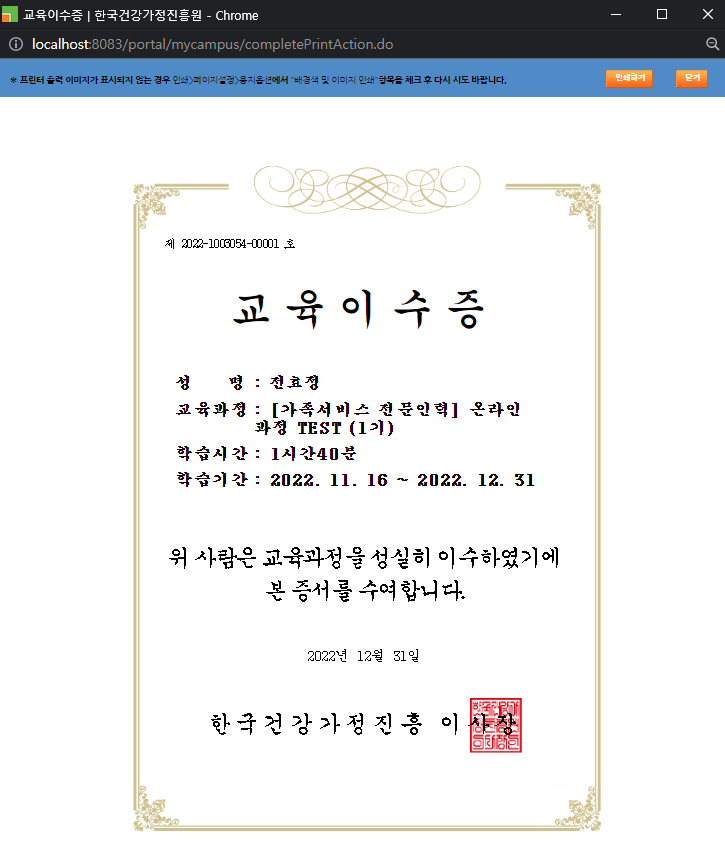 교육이수증 | 한국건강가정진흥원 - Chrome
localhost:8083/portal/mycampus/completePrintAction.do
※ 프린터 출력 이미지가 표시되지 않는 경우 인쇄>페이지설정>용지옵션에서 "배경색 및 이미지 인쇄"항목을 체크 후 다시 시도 바랍니다.
인쇄하기 닫기
제 2022-1003054-00001 호
교육이수증
성 명 : 전효정
교육과정 : [가족서비스 전문인력] 온라인
과정 TEST (1기)
학습시간 : 1시간40분
학습기간 : 2022. 11. 16 ~ 2022. 12. 31
위 사람은 교육과정을 성실히 이수하였기에
본 증서를 수여합니다.
2022년 12월 31일
한국건강가정진흥 이사장